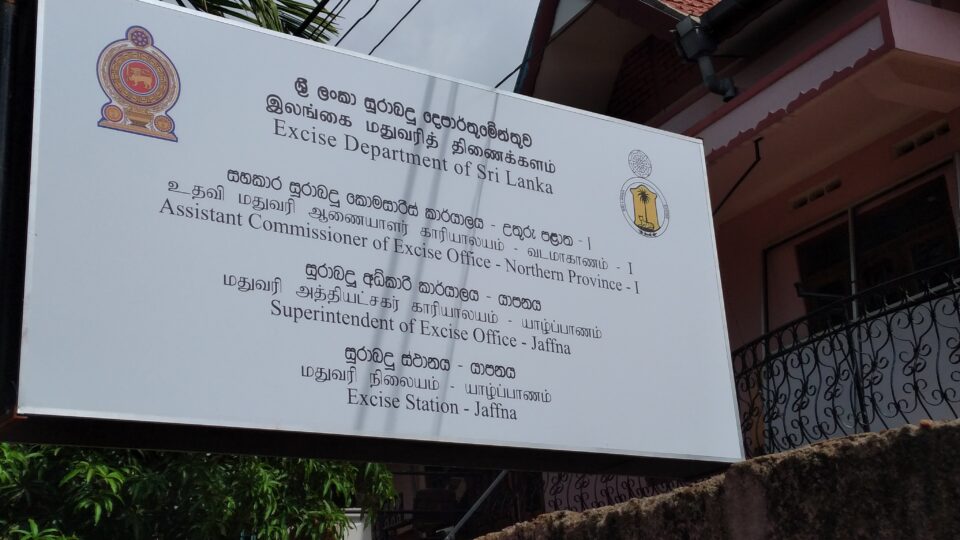 ශ්‍රී ලංකා සුරාබදු දෙපාර්තුමේන්තුව
இலங்கை மதுவரித் திணைக்களம்
Excise Department of Sri Lanka
සහකාර සුරාබදු කොමසාරිස් කාර්යාලය - උතුරු පළාත - I
உதவி மதுவரி ஆணையாளர் காரியாலயம் - வடமாகாணம் - I
Assistant Commissioner of Excise Office - Northern Province - I
සුරාබදු අධිකාරි කාර්යාලය - යාපනය
மதுவரி அத்தியட்சகர் காரியாலயம் - யாழ்ப்பாணம்
Superintendent of Excise Office - Jaffna
සුරාබදු ස්ථානය - යාපනය
மதுவரி நிலையம் - யாழ்ப்பாணம்
Excise Station - Jaffna